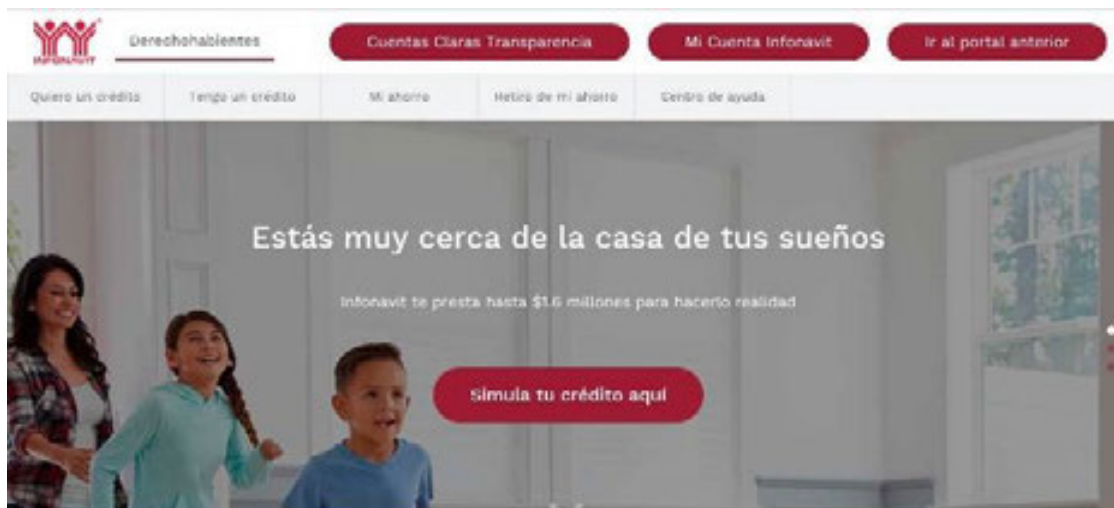 INFONAVIT
Derechohabientes
Cuentas Claras Transparencia
Mi Cuenta Infonavit
Ir al portal anterior
Quiero un crédito
Tengo un crédito
Mi ahorro
Retiro de mi ahorro
Centro de ayuda
Estás muy cerca de la casa de tus sueños
Infonavit te presta hasta $1.6 millones para hacerlo realidad
Simula tu crédito aquí